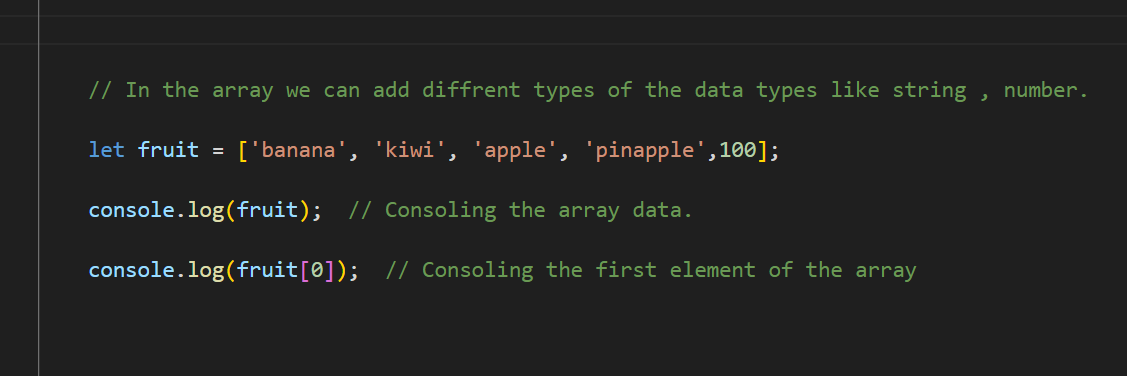 // In the array we can add diffrent types of the data types like string , number.
let fruit = ['banana', 'kiwi', 'apple', 'pinapple',100];
console.log(fruit);  // Consoling the array data.
console.log(fruit[0]);  // Consoling the first element of the array